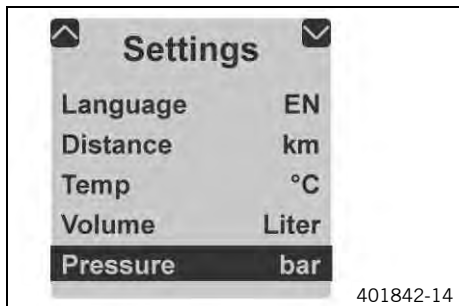 Settings
Language EN
Distance km
Temp °C
Volume Liter
Pressure bar
401842-14